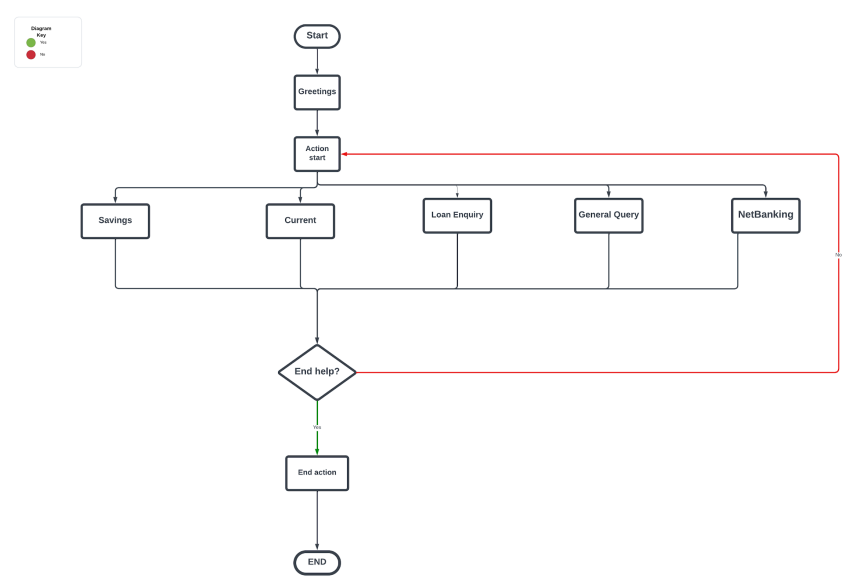 Diagram
Key
Yes
No
Start
Greetings
Action
start
Savings
Current
Loan Enquiry
General Query
NetBanking
No
End help?
Yes
End action
END